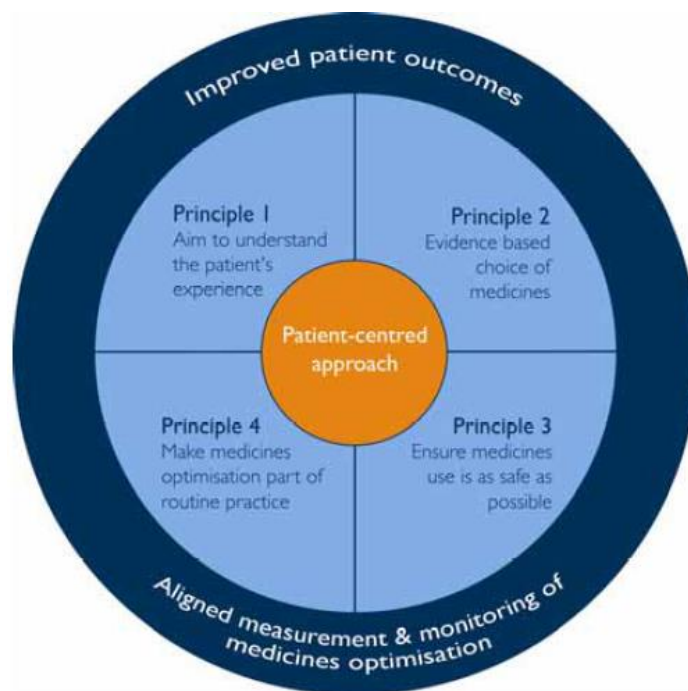 Improved patient outcomes
Principle 1
Aim to understand
the patient's
experience
Principle 2
Evidence based
choice of
medicines
Patient-centred
approach
Principle 4
Make medicines
optimisation part of
routine practice
Principle 3
Ensure medicines
use is as safe as
possible
Aligned measurement & monitoring of
medicines optimisation